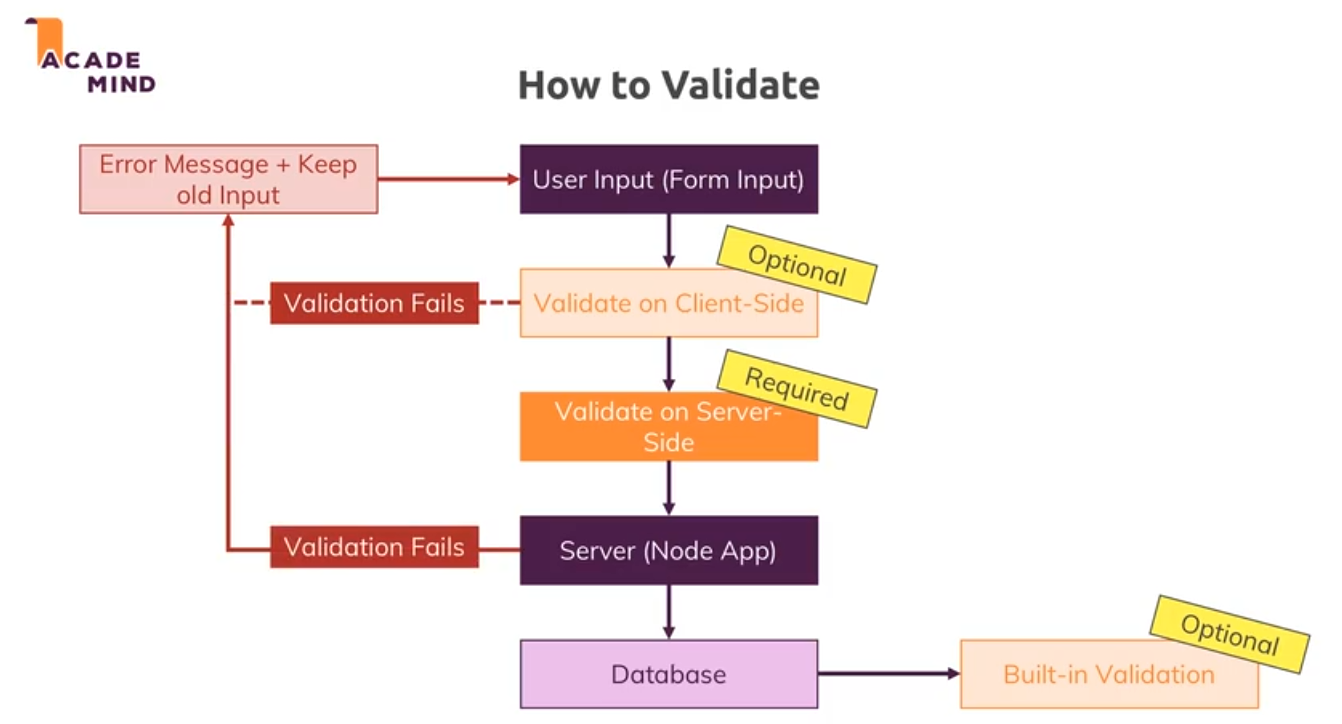 ACADE
MIND
How to Validate
Error Message + Keep
old Input
User Input (Form Input)
Optional
Validation Fails
Validate on Client-Side
Required
Validate on Server-
Side
Validation Fails
Server (Node App)
Optional
Database
Built-in Validation